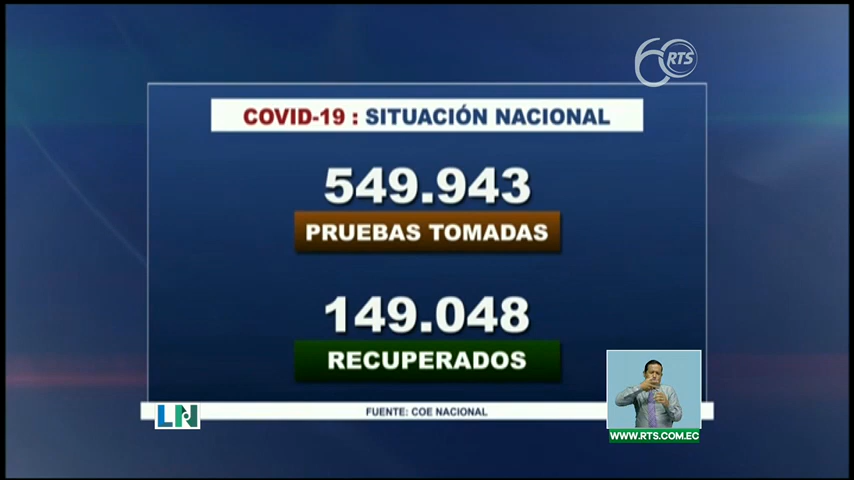 60 RTS
COVID-19 : SITUACIÓN NACIONAL
549.943
PRUEBAS TOMADAS
149.048
RECUPERADOS
LN
FUENTE: COE NACIONAL
WWW.RTS.COM.EC